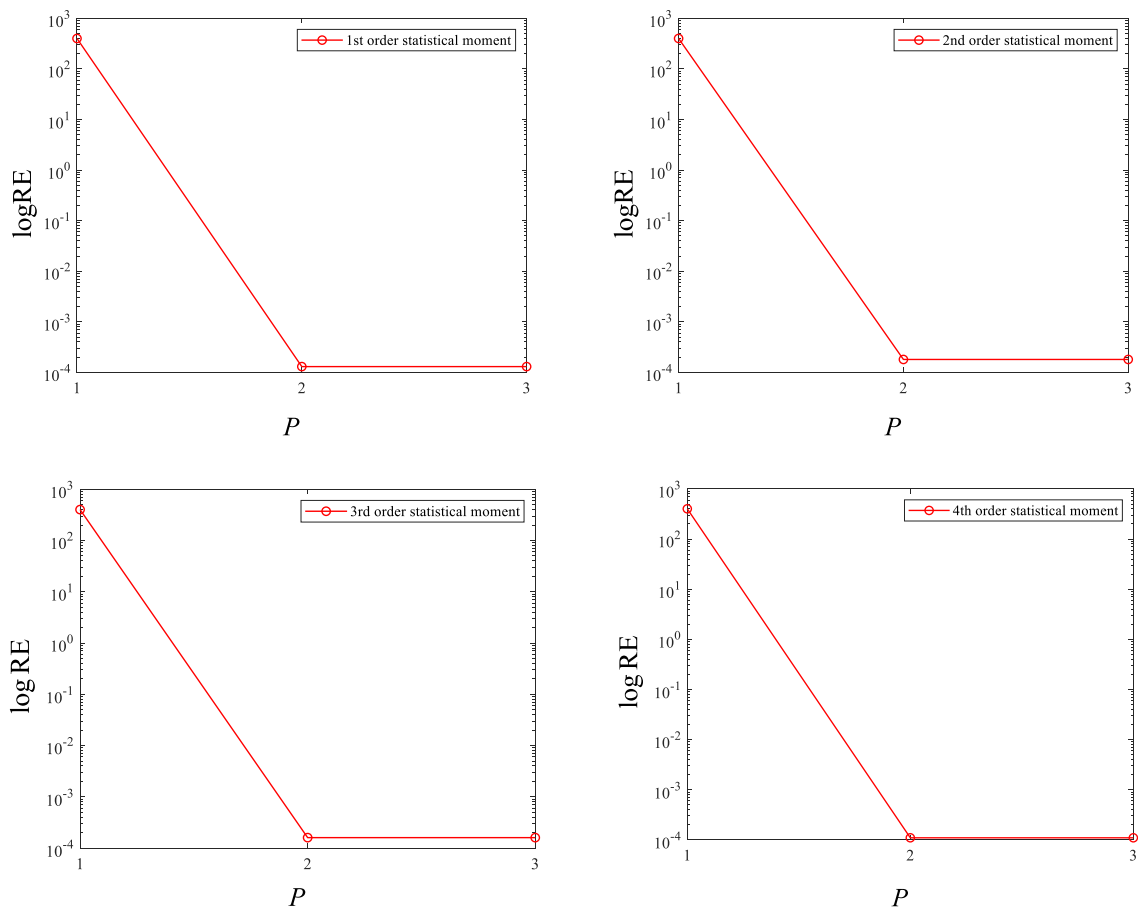 1st order statistical moment
10^3
10^2
10^1
10^0
10^-1
10^-2
10^-3
10^-4
logRE
1 2 3
P
2nd order statistical moment
10^3
10^2
10^1
10^0
10^-1
10^-2
10^-3
10^-4
logRE
1 2 3
P
3rd order statistical moment
10^3
10^2
10^1
10^0
10^-1
10^-2
10^-3
10^-4
log RE
1 2 3
P
4th order statistical moment
10^3
10^2
10^1
10^0
10^-1
10^-2
10^-3
10^-4
log RE
1 2 3
P